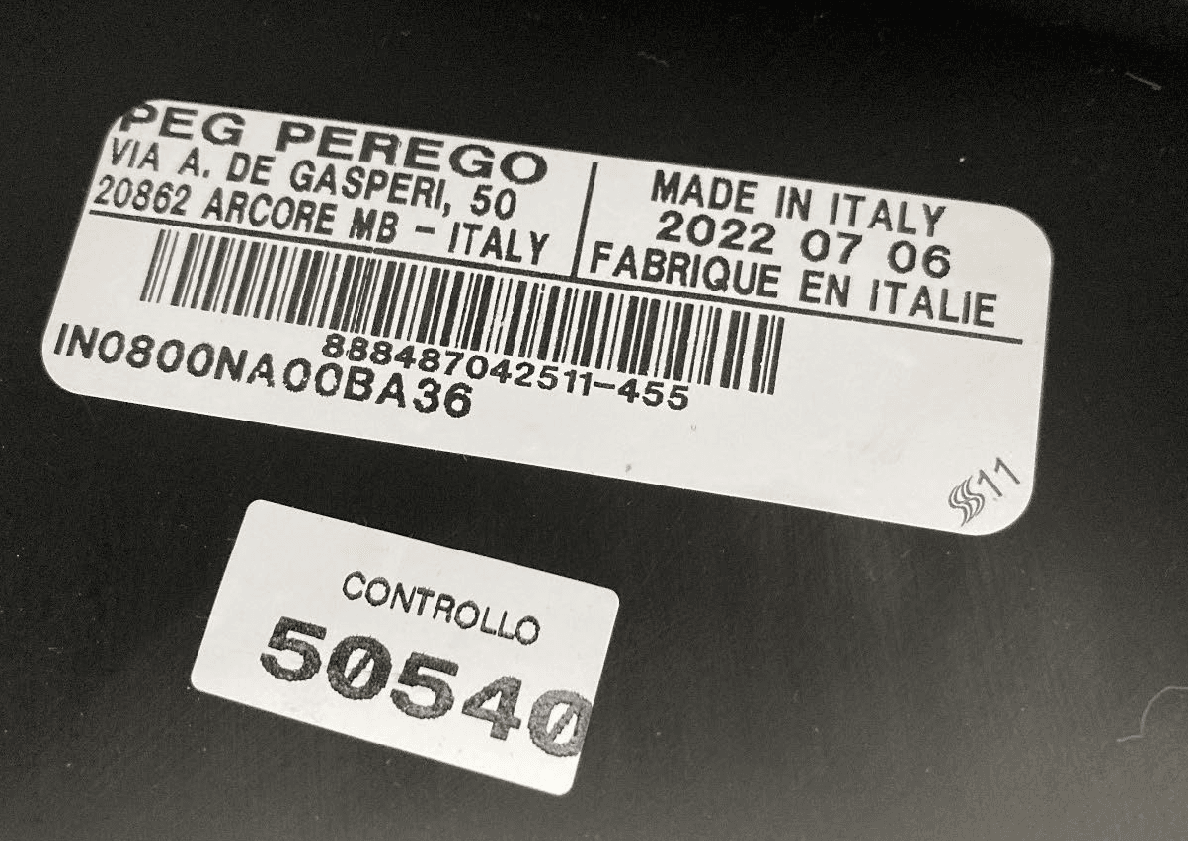 PEG PEREGO
VIA A. DE GASPERI, 50
20862 ARCORE MB - ITALY
MADE IN ITALY
2022 07 06
FABRIQUE EN ITALIE
888487042511-455
IN0800NA00BA36
11
CONTROLLO
50540